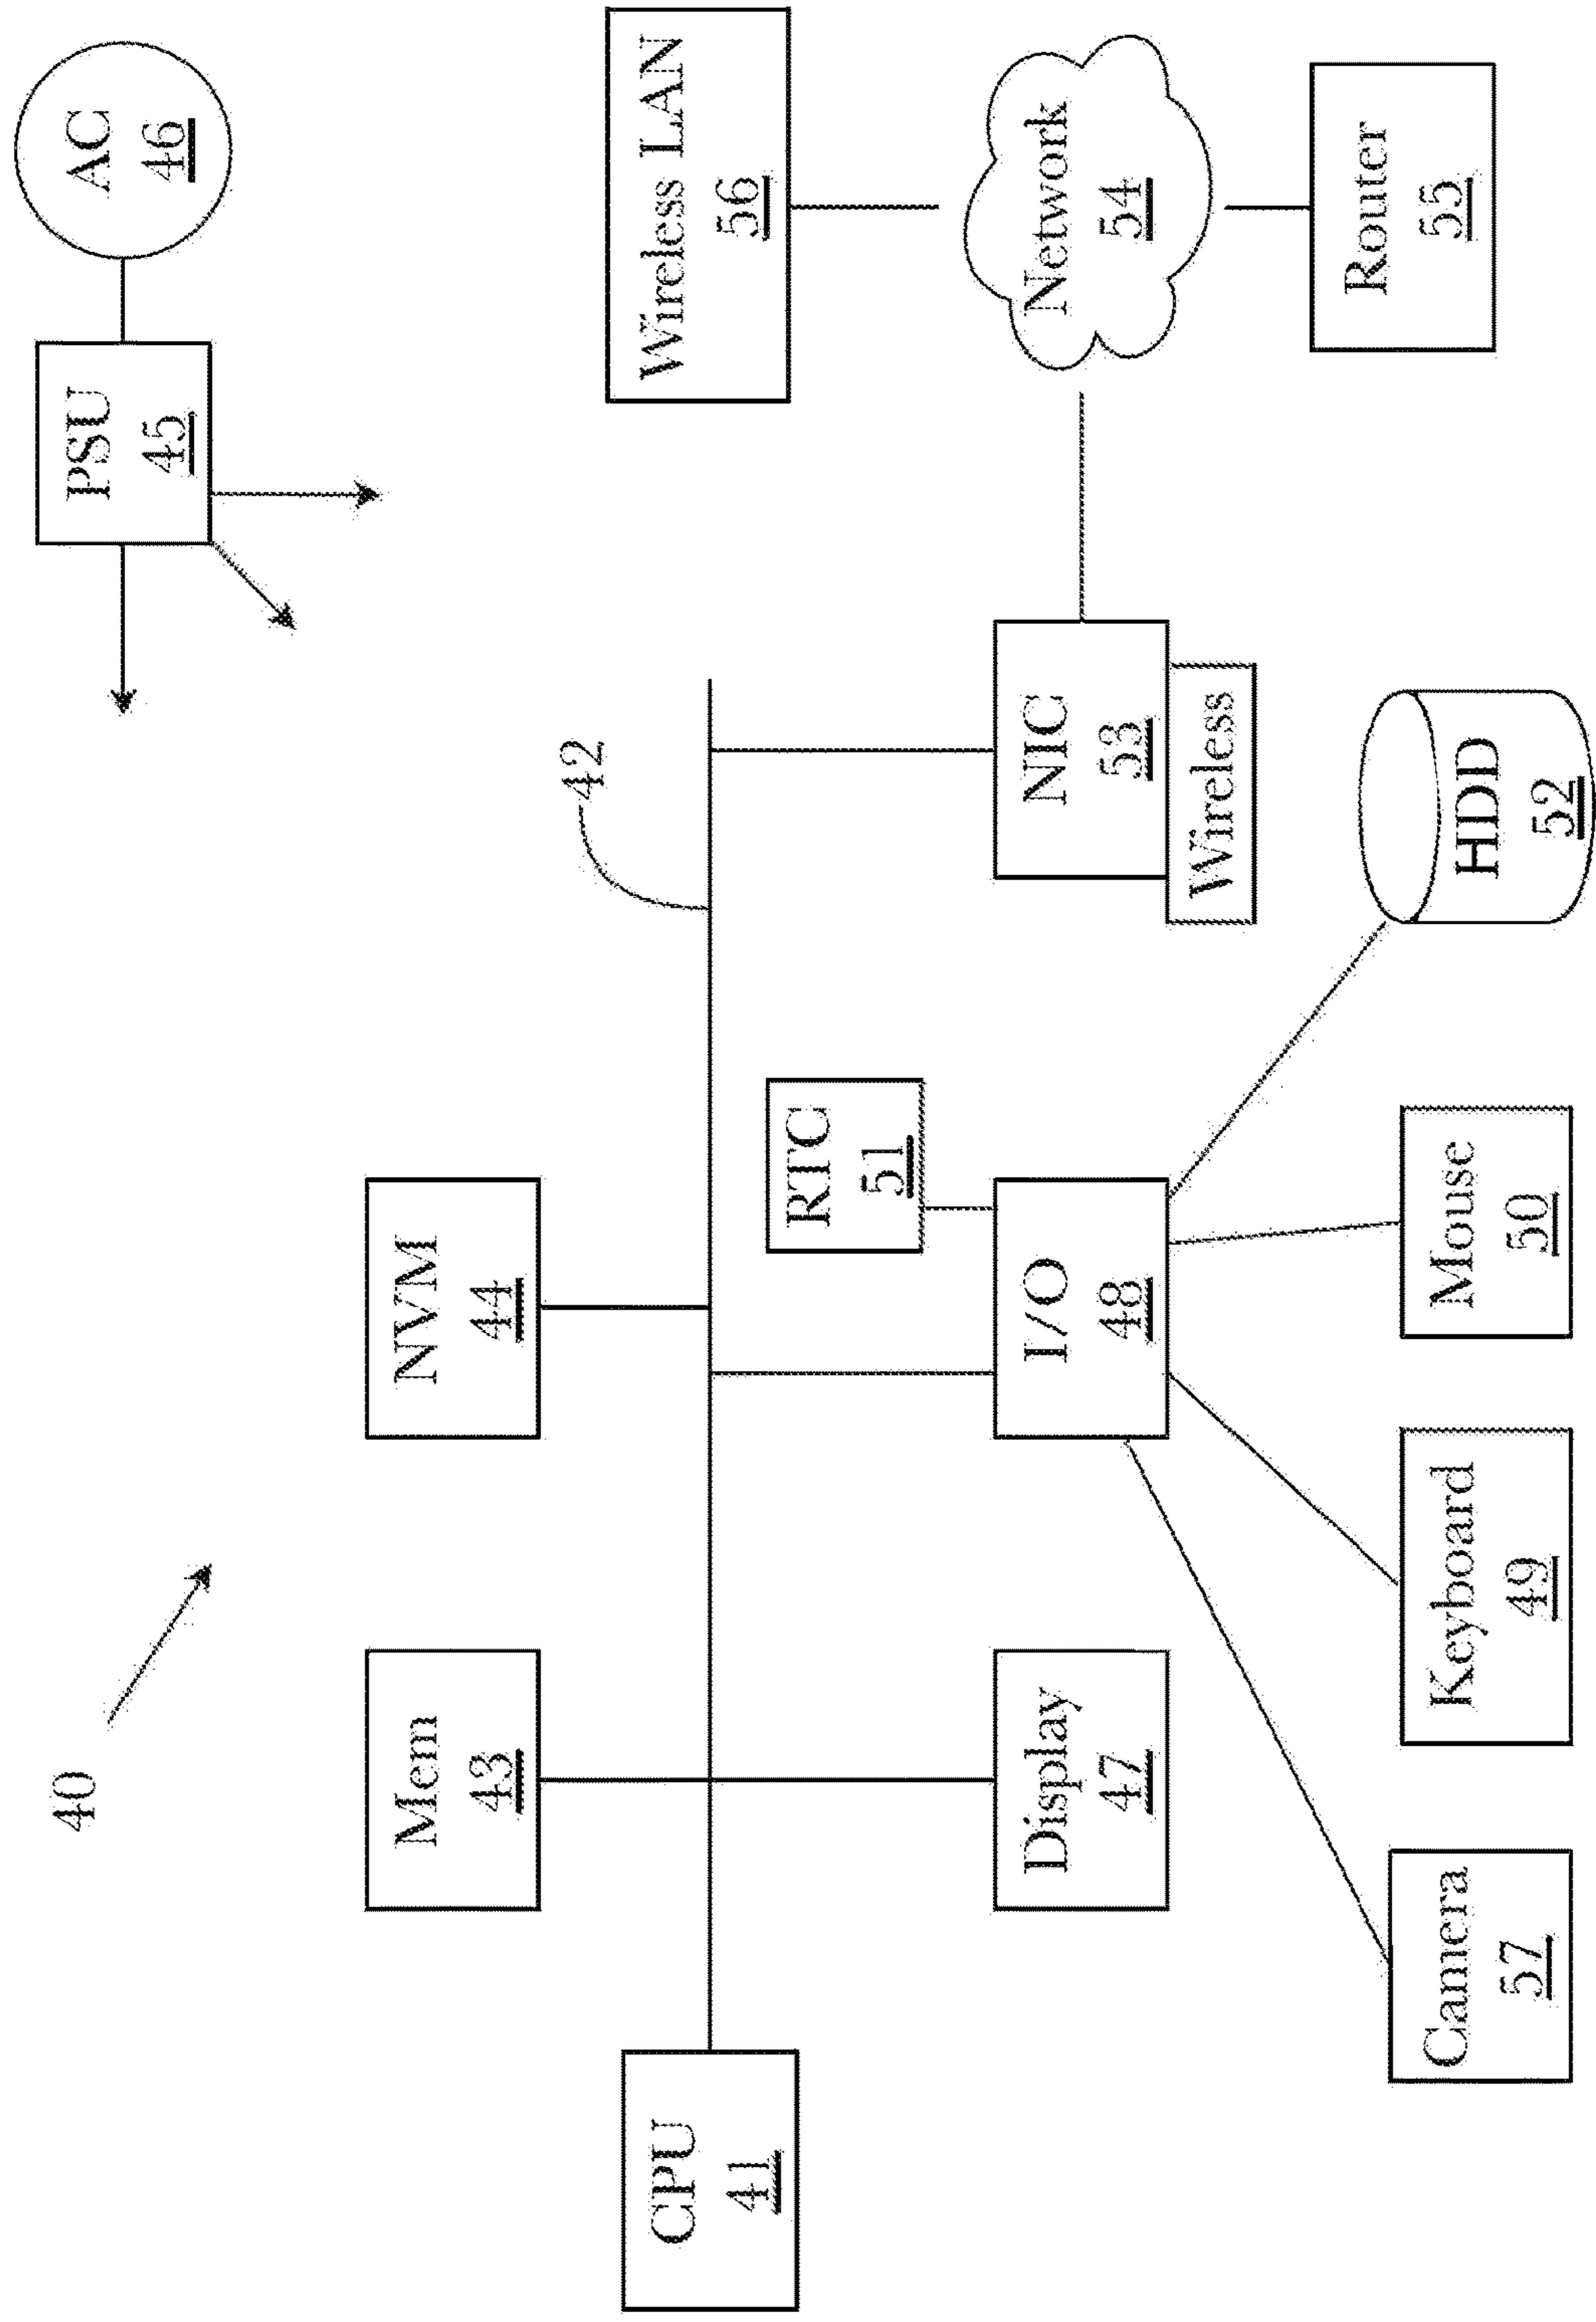 40
Mem
43
NVM
44
PSU
45
AC
46
CPU
41
42
Wireless LAN
56
RTC
51
Display
47
I/O
48
NIC
53
Wireless
Network
54
Camera
57
Keyboard
49
Mouse
50
HDD
52
Router
55